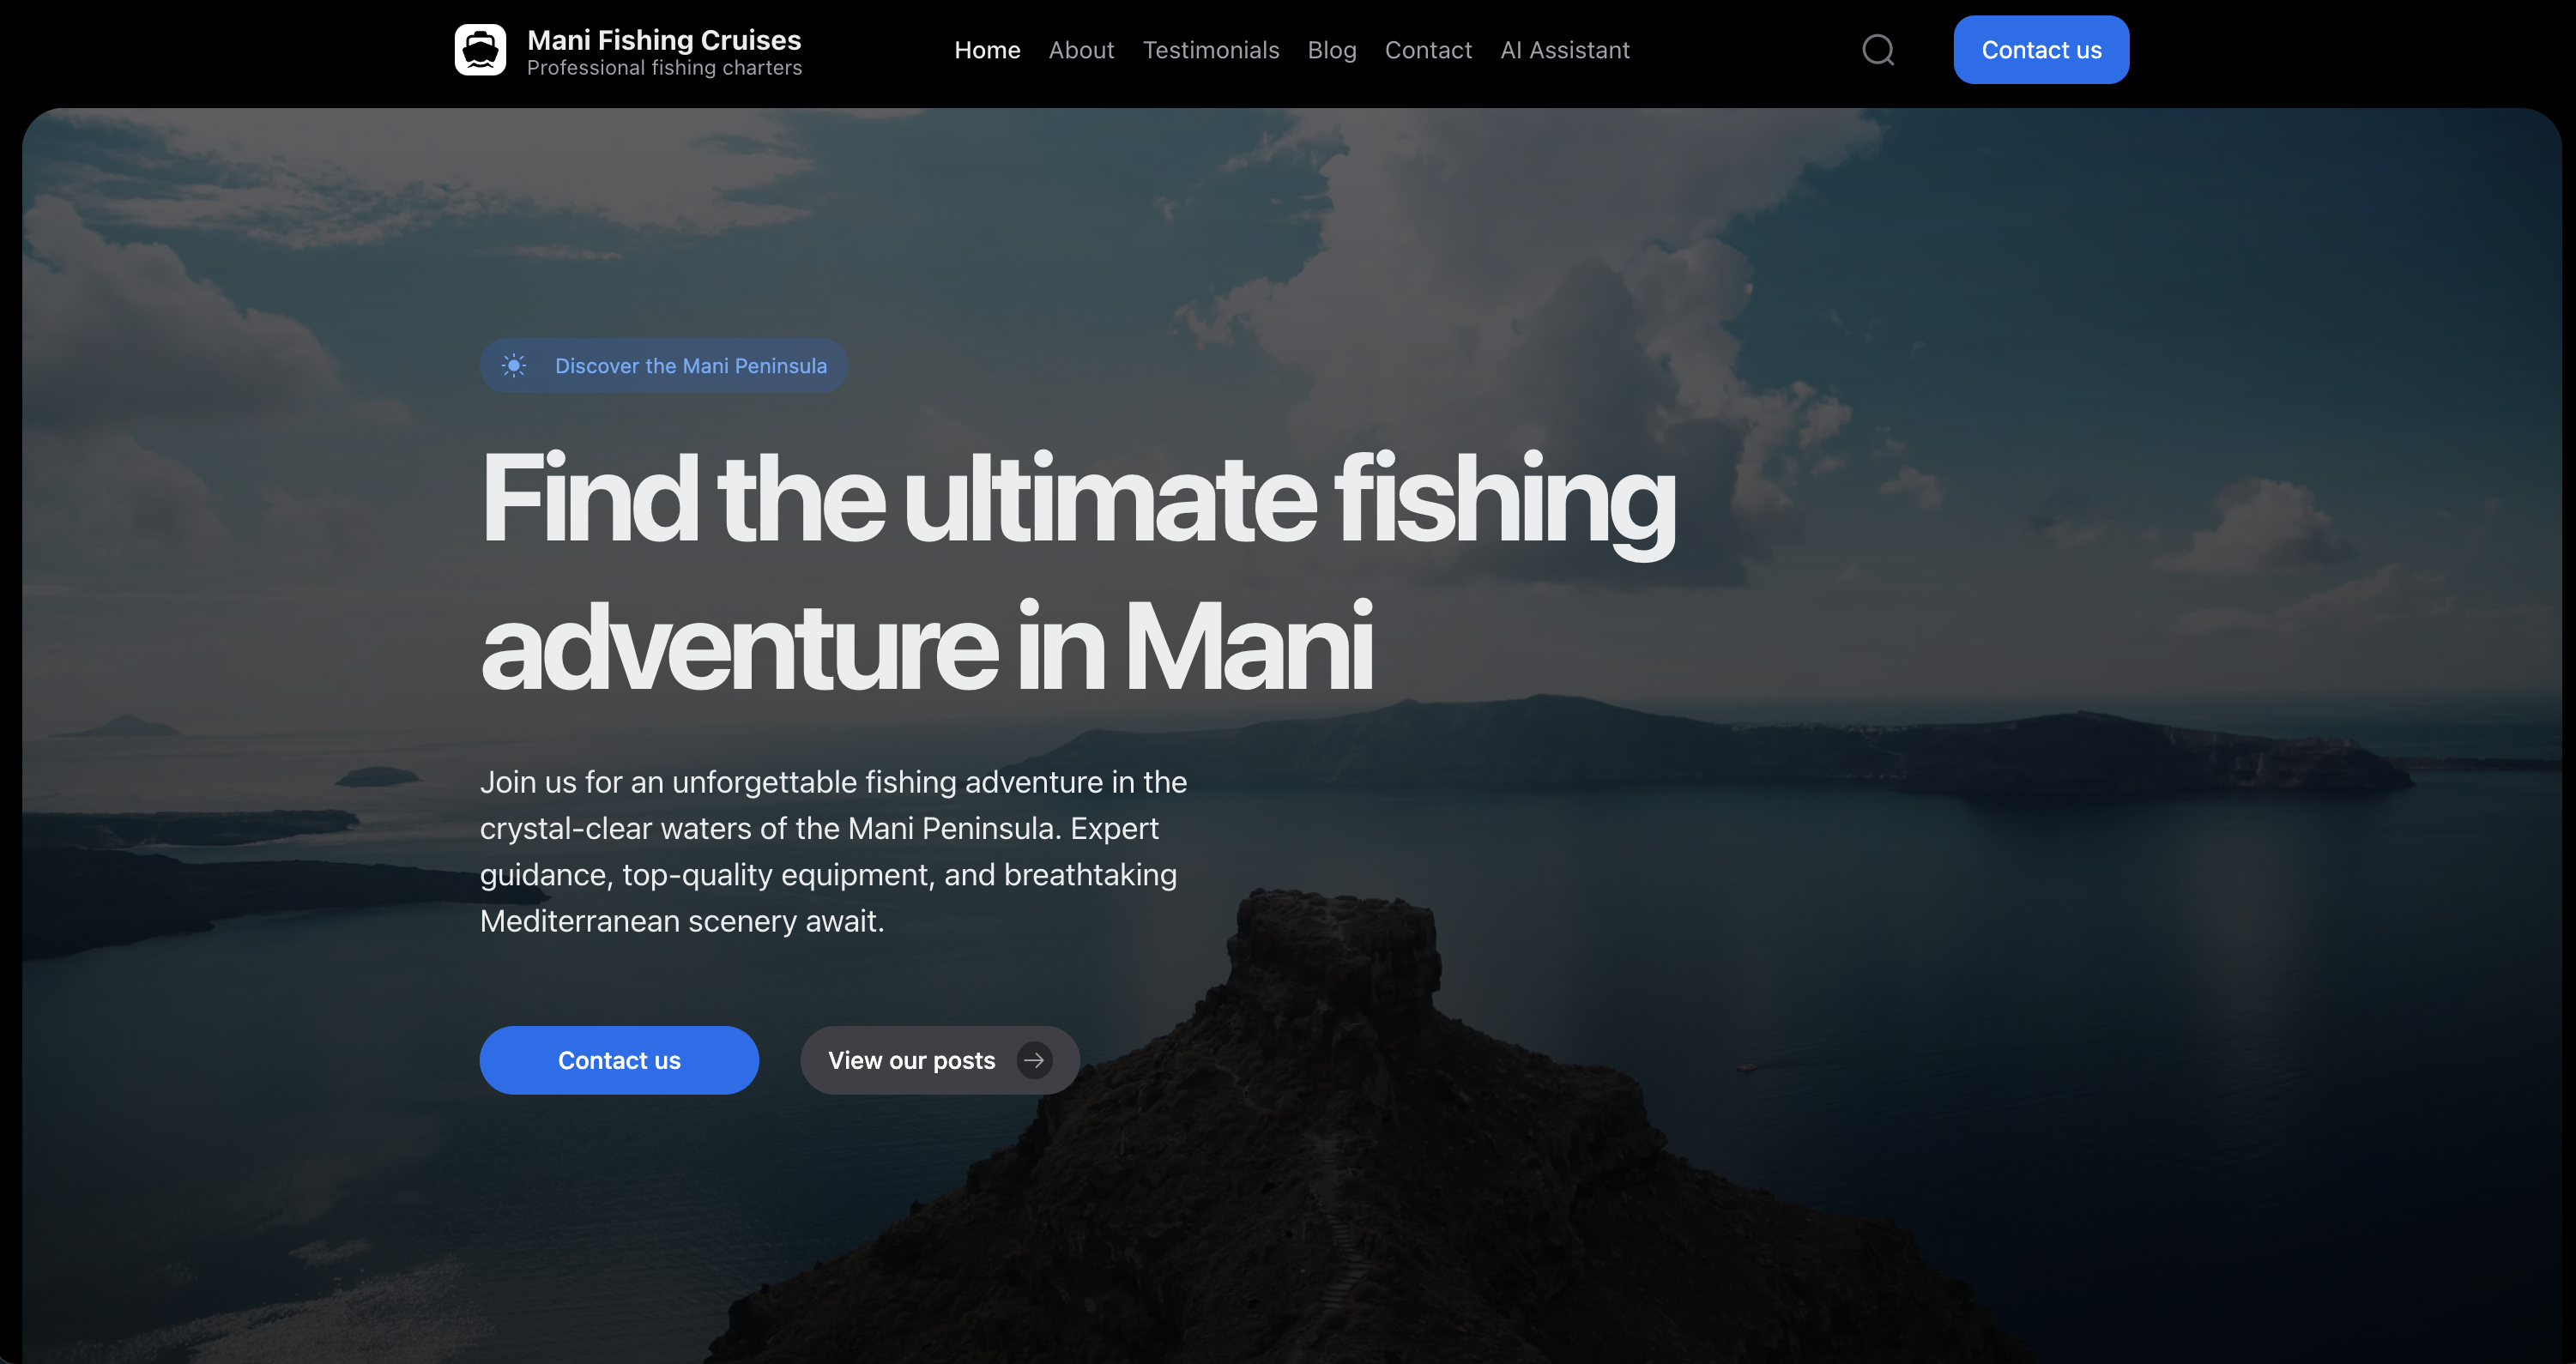 Mani Fishing Cruises
Professional fishing charters
Home
About
Testimonials
Blog
Contact
AI Assistant
Contact us
Discover the Mani Peninsula
Find the ultimate fishing
adventure in Mani
Join us for an unforgettable fishing adventure in the
crystal-clear waters of the Mani Peninsula. Expert
guidance, top-quality equipment, and breathtaking
Mediterranean scenery await.
Contact us
View our posts